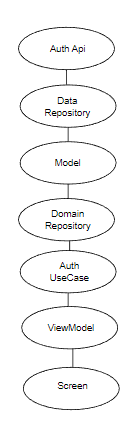 Auth Api
Data
Repository
Model
Domain
Repository
Auth
UseCase
ViewModel
Screen